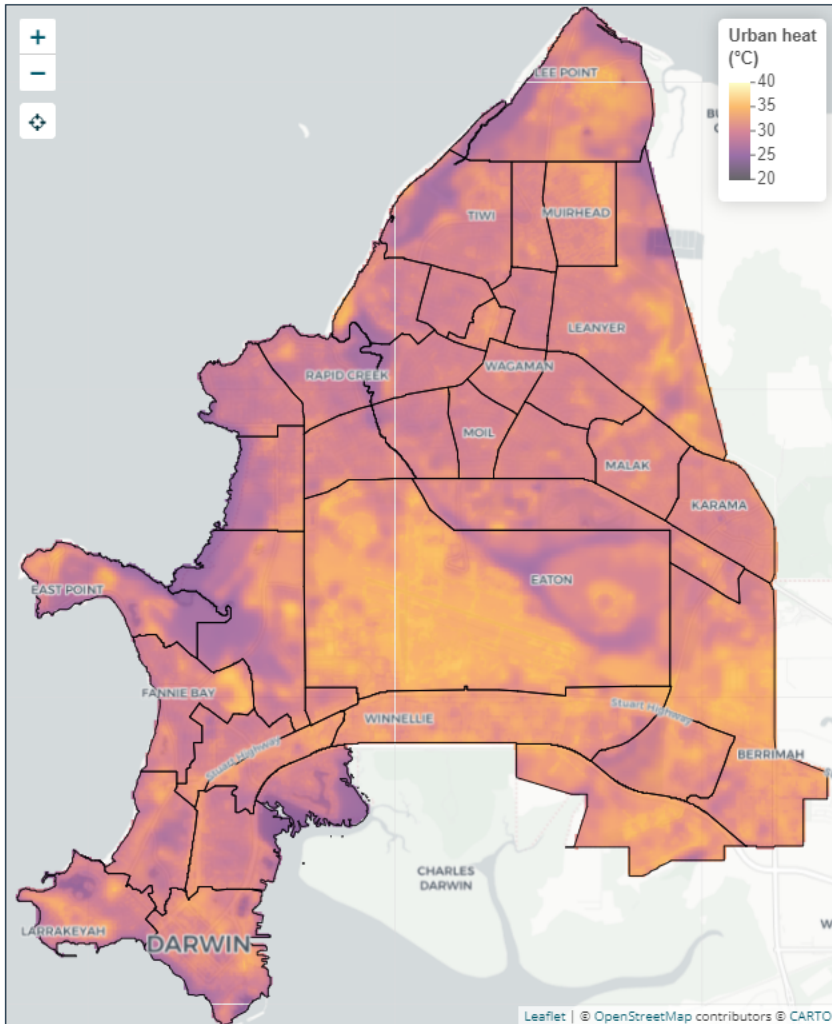 +
−
Urban heat
(°C)
40
35
30
25
20
LEE POINT
TIWI
MUIRHEAD
LEANYER
RAPID CREEK
WAGAMAN
MOIL
MALAK
KARAMA
EATON
EAST POINT
FANNIE BAY
Stuart Highway
WINNELLIE
Stuart Highway
BERRIMAH
CHARLES
DARWIN
LARRAKEYAH
DARWIN
W
Leaflet | © OpenStreetMap contributors © CARTO